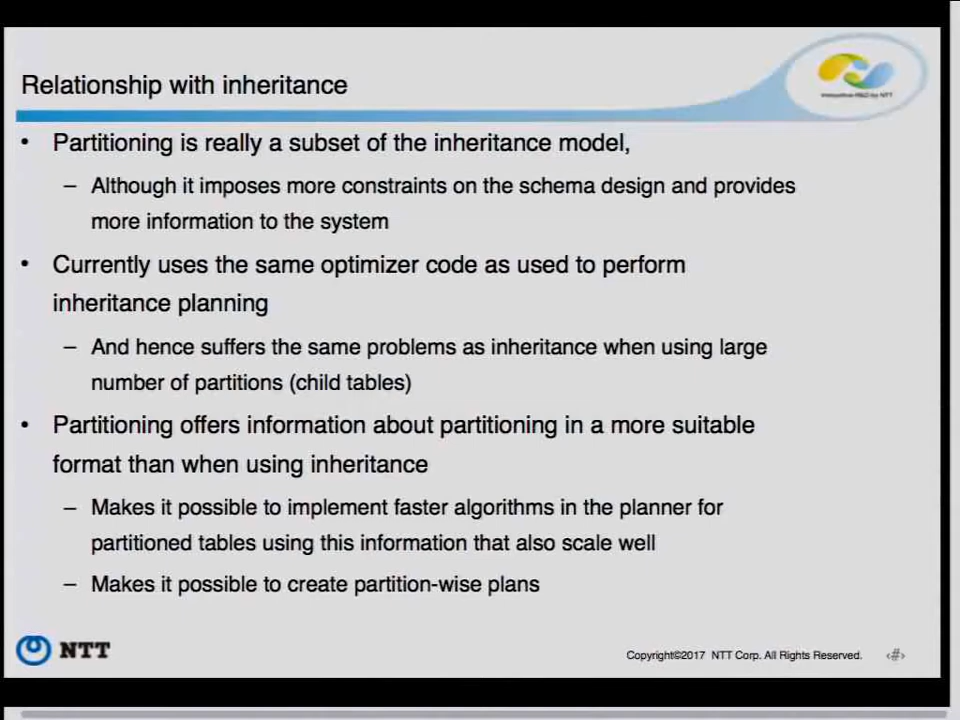 Relationship with inheritance
• Partitioning is really a subset of the inheritance model,
– Although it imposes more constraints on the schema design and provides
more information to the system
• Currently uses the same optimizer code as used to perform
inheritance planning
– And hence suffers the same problems as inheritance when using large
number of partitions (child tables)
• Partitioning offers information about partitioning in a more suitable
format than when using inheritance
– Makes it possible to implement faster algorithms in the planner for
partitioned tables using this information that also scale well
– Makes it possible to create partition-wise plans
NTT
Copyright©2017 NTT Corp. All Rights Reserved.
‹#›